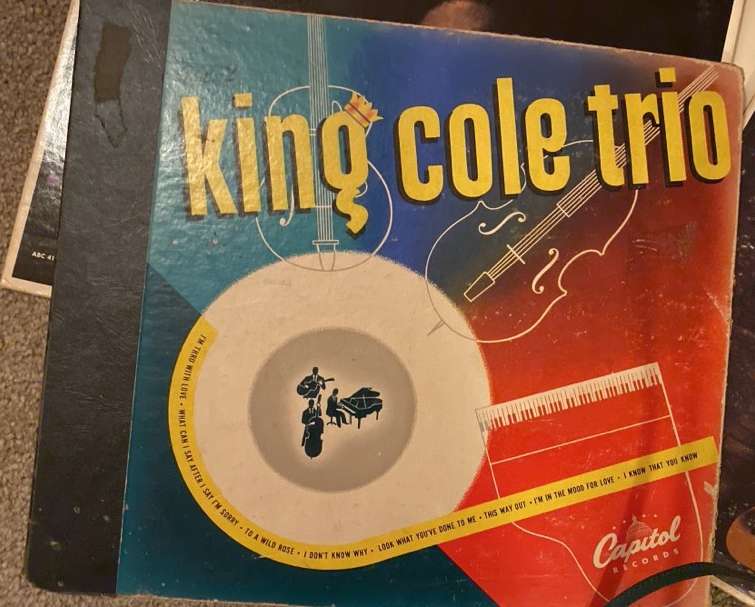 king cole trio
I'M THRU WITH LOVE • WHAT CAN I SAY AFTER I SAY I'M SORRY • TO A WILD ROSE • I DON'T KNOW WHY • LOOK WHAT YOU'VE DONE TO ME • THIS WAY OUT • I'M IN THE MOOD FOR LOVE • I KNOW THAT YOU KNOW
Capitol
RECORDS
ABC 41